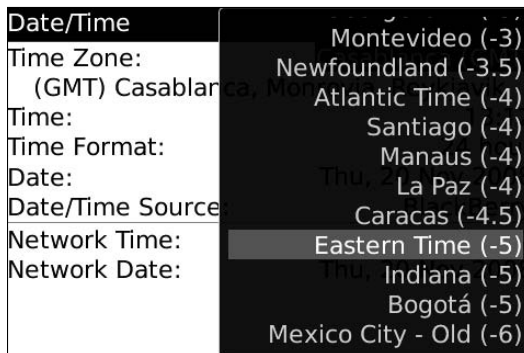 Date/Time
Time Zone:
(GMT) Casablanca, Mon
Time:
Time Format:
Date:
Date/Time Source:
Network Time:
Network Date:
Montevideo (-3)
Newfoundland (-3.5)
Atlantic Time (-4)
Santiago (-4)
Manaus (-4)
La Paz (-4)
Caracas (-4.5)
Eastern Time (-5)
Indiana (-5)
Bogotá (-5)
Mexico City - Old (-6)